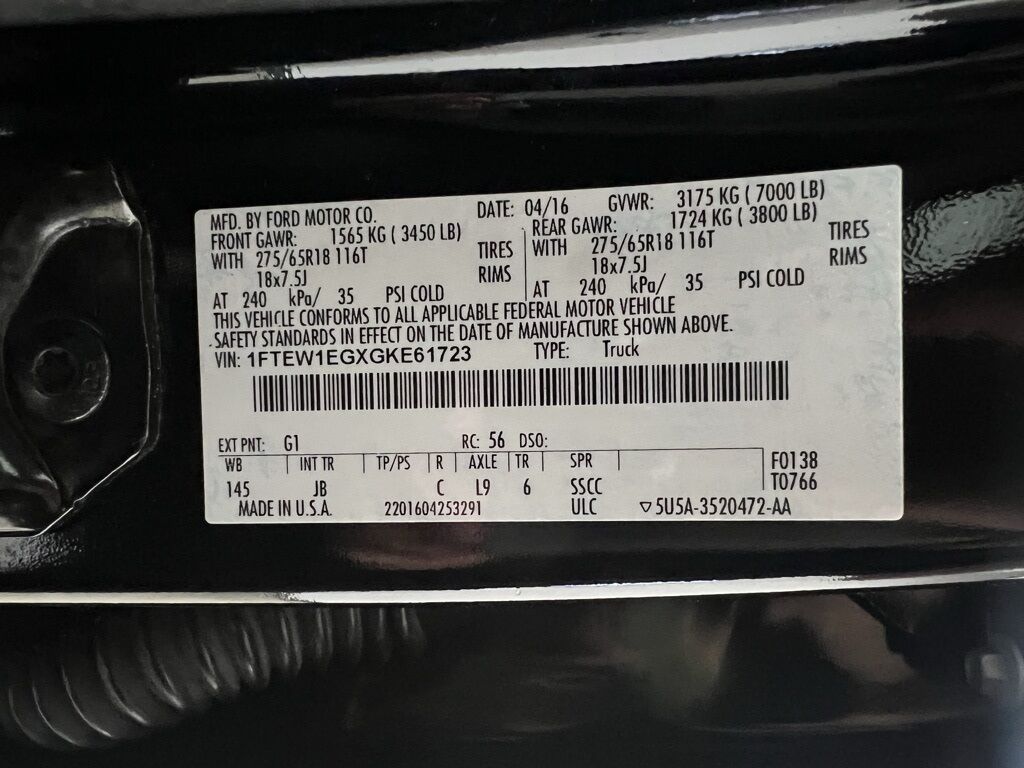 MFD. BY FORD MOTOR CO. DATE: 04/16 GVWR: 3175 KG ( 7000 LB)
FRONT GAWR: 1565 KG ( 3450 LB) REAR GAWR: 1724 KG ( 3800 LB)
WITH 275/65R18 116T TIRES WITH 275/65R18 116T TIRES
18x7.5J RIMS 18x7.5J RIMS
AT 240 kPa/ 35 PSI COLD AT 240 kPa/ 35 PSI COLD
THIS VEHICLE CONFORMS TO ALL APPLICABLE FEDERAL MOTOR VEHICLE
SAFETY STANDARDS IN EFFECT ON THE DATE OF MANUFACTURE SHOWN ABOVE.
VIN: 1FTEW1EGXGKE61723 TYPE: Truck
EXT PNT: G1 RC: 56 DSO:
WB INT TR TP/PS R AXLE TR SPR F0138
145 JB C L9 6 SSCC T0766
MADE IN U.S.A. 2201604253291 ULC ▽5U5A-3520472-AA